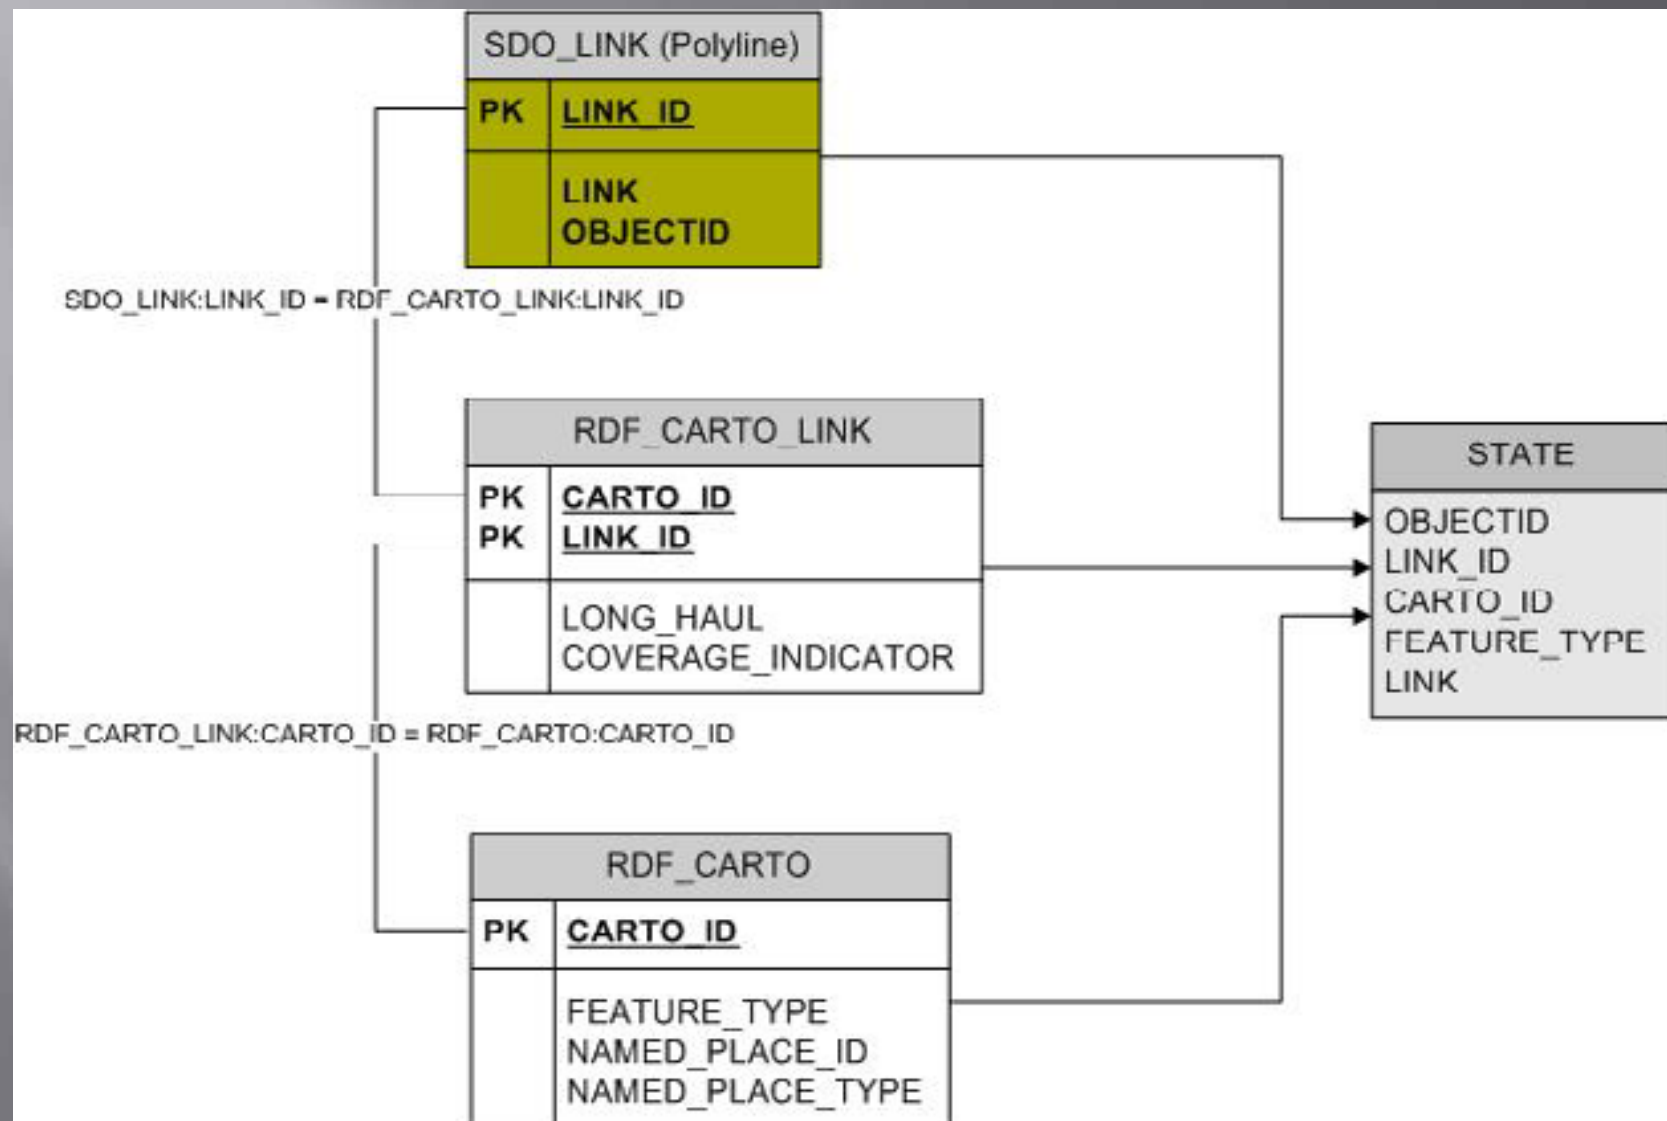 SDO_LINK (Polyline)
PK LINK_ID
LINK
OBJECTID
SDO_LINK:LINK_ID = RDF_CARTO_LINK:LINK_ID
RDF_CARTO_LINK
PK CARTO_ID
PK LINK_ID
LONG_HAUL
COVERAGE_INDICATOR
STATE
OBJECTID
LINK_ID
CARTO_ID
FEATURE_TYPE
LINK
RDF_CARTO_LINK:CARTO_ID = RDF_CARTO:CARTO_ID
RDF_CARTO
PK CARTO_ID
FEATURE_TYPE
NAMED_PLACE_ID
NAMED_PLACE_TYPE